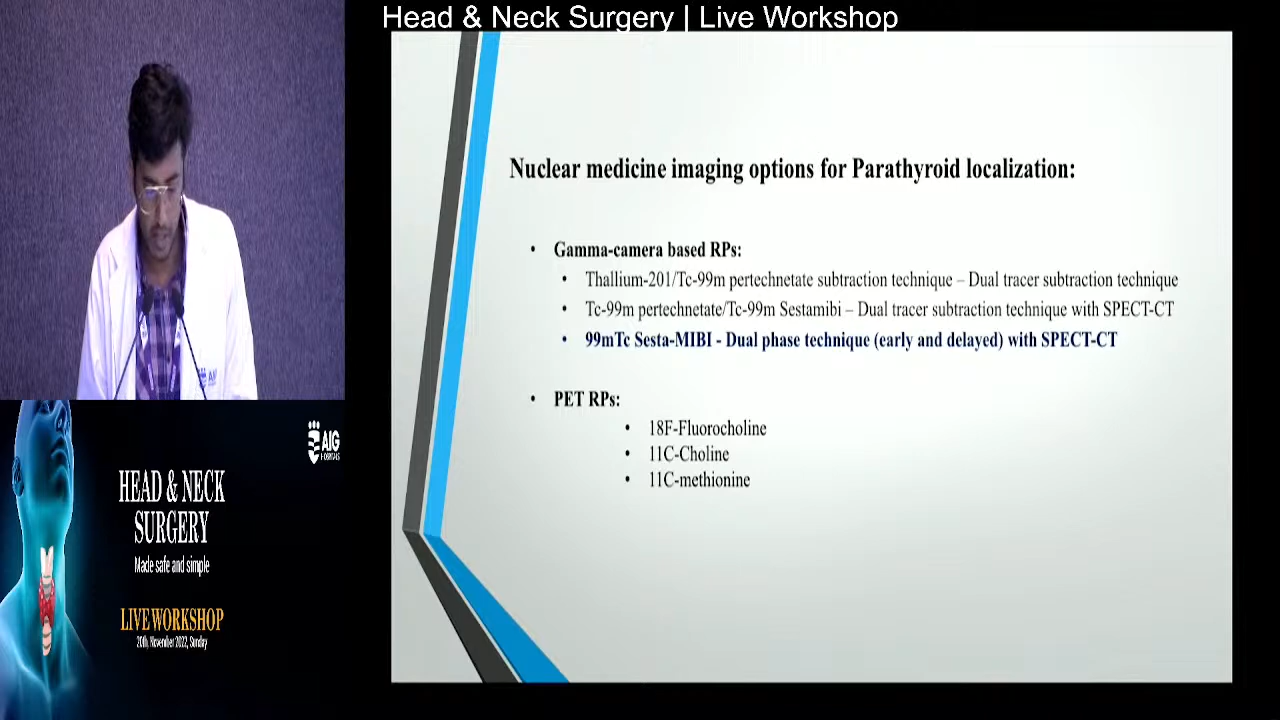 Head & Neck Surgery | Live Workshop
Nuclear medicine imaging options for Parathyroid localization:
• Gamma-camera based RPs:
• Thallium-201/Tc-99m pertechnetate subtraction technique – Dual tracer subtraction technique
• Tc-99m pertechnetate/Tc-99m Sestamibi – Dual tracer subtraction technique with SPECT-CT
• 99mTc Sesta-MIBI - Dual phase technique (early and delayed) with SPECT-CT
• PET RPs:
• 18F-Fluorocholine
• 11C-Choline
• 11C-methionine
AIG
HOSPITALS
HEAD & NECK
SURGERY
Made safe and simple
LIVE WORKSHOP
20th, November 2022, Sunday